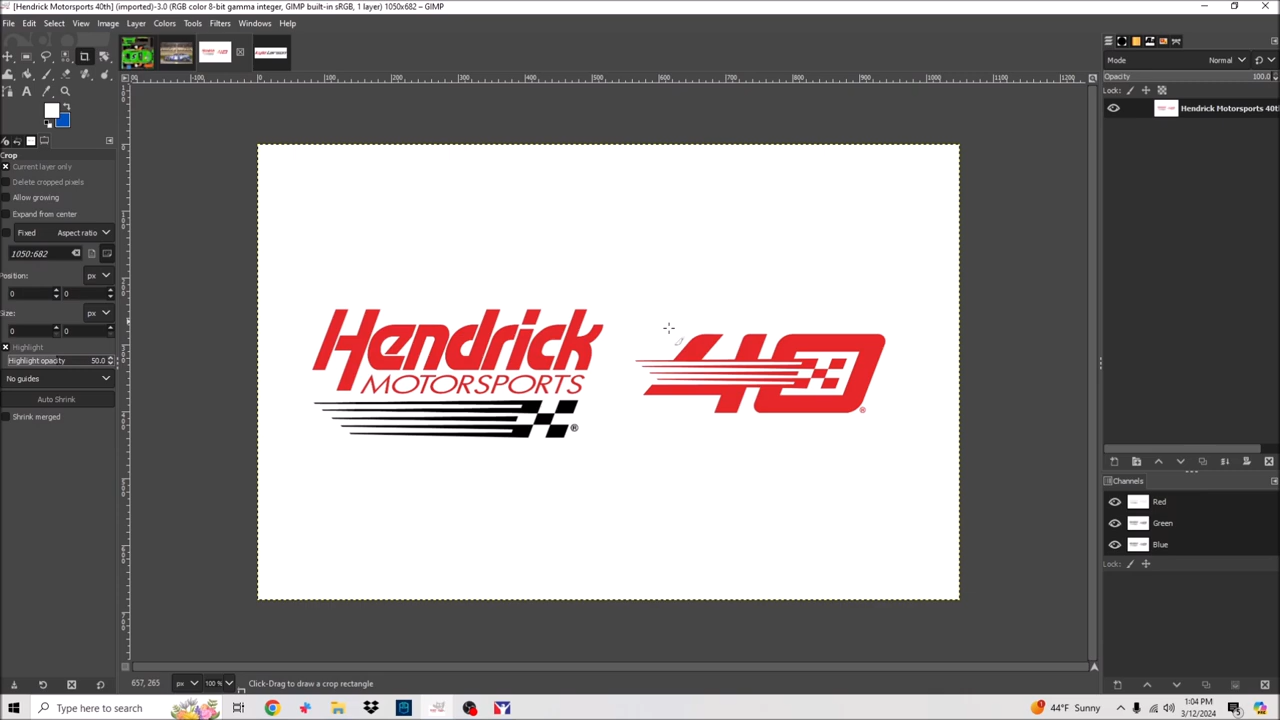 [Hendrick Motorsports 40th] (imported)-3.0 (RGB color 8-bit gamma integer, GIMP built-in sRGB, 1 layer) 1050x682 – GIMP
File Edit Select View Image Layer Colors Tools Filters Windows Help
Mode Normal
Opacity 100.0
Lock:
Hendrick Motorsports 40th
Crop
Current layer only
Delete cropped pixels
Allow growing
Expand from center
Fixed Aspect ratio
1050:682
Position: px
0 0
Size: px
0 0
Highlight
Highlight opacity 50.0
No guides
Auto Shrink
Shrink merged
Hendrick
MOTORSPORTS
®
40
®
Channels
Red
Green
Blue
Lock:
657, 265 px 100 % Click-Drag to draw a crop rectangle
Type here to search
44°F Sunny
1:04 PM
3/12/2024
5